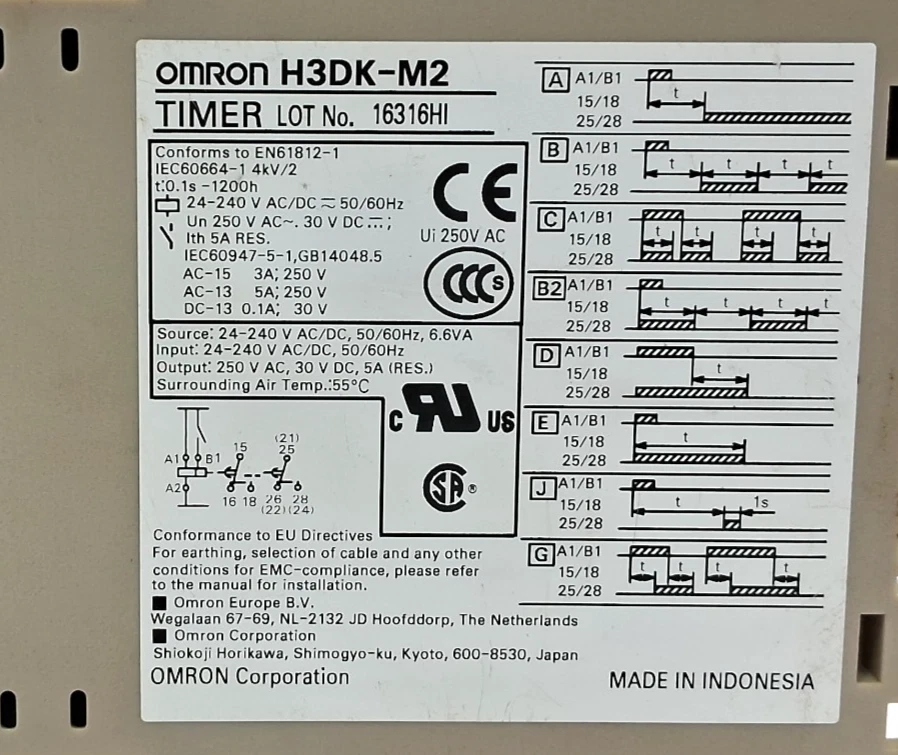 OMRON H3DK-M2
TIMER LOT No. 16316HI
Conforms to EN61812-1
IEC60664-1 4kV/2
t:0.1s -1200h
24-240 V AC/DC ⎓ 50/60Hz
Un 250 V AC~. 30 V DC ⎓;
Ith 5A RES.
IEC60947-5-1,GB14048.5
AC-15 3A; 250 V
AC-13 5A; 250 V
DC-13 0.1A; 30 V
CE
Ui 250V AC
CCC S
Source: 24-240 V AC/DC, 50/60Hz, 6.6VA
Input: 24-240 V AC/DC, 50/60Hz
Output: 250 V AC, 30 V DC, 5A (RES.)
Surrounding Air Temp.:55°C
C RU US
SA ®
(21)
15 25
A1 B1
A2
16 18 26 28
(22)(24)
Conformance to EU Directives
For earthing, selection of cable and any other
conditions for EMC-compliance, please refer
to the manual for installation.
■ Omron Europe B.V.
Wegalaan 67-69, NL-2132 JD Hoofddorp, The Netherlands
■ Omron Corporation
Shiokoji Horikawa, Shimogyo-ku, Kyoto, 600-8530, Japan
OMRON Corporation
A A1/B1
15/18 t
25/28
B A1/B1
15/18 t t t t
25/28
C A1/B1
15/18 t t t t
25/28
B2 A1/B1
15/18 t t t t
25/28
D A1/B1
15/18 t
25/28
E A1/B1
15/18 t
25/28
J A1/B1
15/18 t 1s
25/28
G A1/B1
15/18 t t t t
25/28
MADE IN INDONESIA